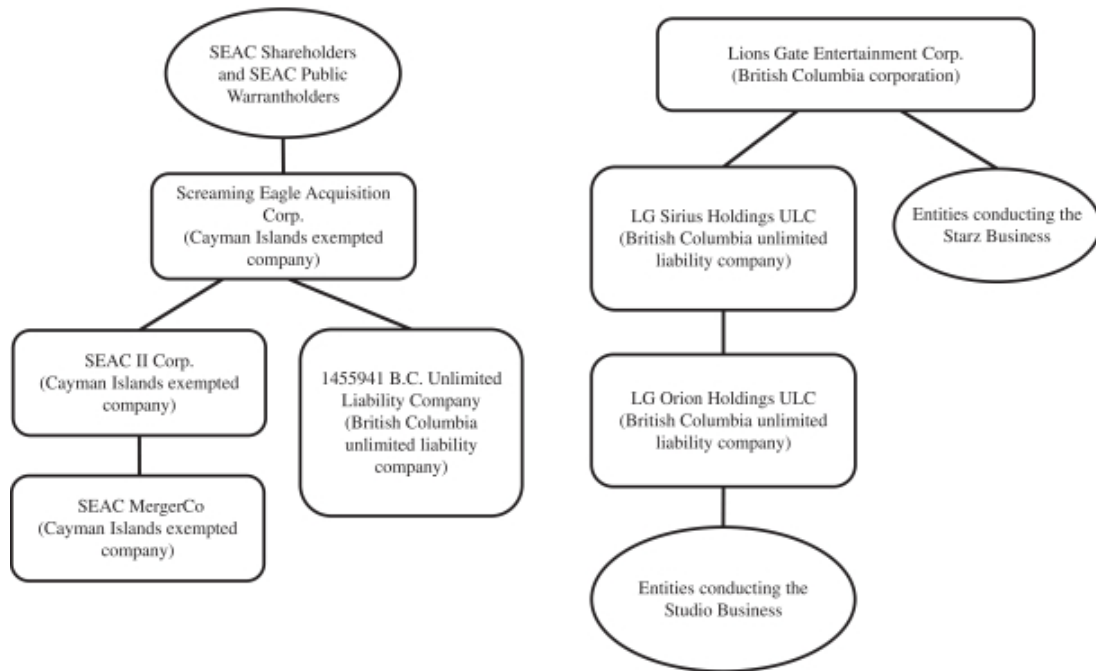 SEAC Shareholders
and SEAC Public
Warrantholders
Screaming Eagle Acquisition
Corp.
(Cayman Islands exempted
company)
SEAC II Corp.
(Cayman Islands exempted
company)
1455941 B.C. Unlimited
Liability Company
(British Columbia
unlimited liability
company)
SEAC MergerCo
(Cayman Islands exempted
company)
Lions Gate Entertainment Corp.
(British Columbia corporation)
LG Sirius Holdings ULC
(British Columbia unlimited
liability company)
Entities conducting the
Starz Business
LG Orion Holdings ULC
(British Columbia unlimited
liability company)
Entities conducting the
Studio Business